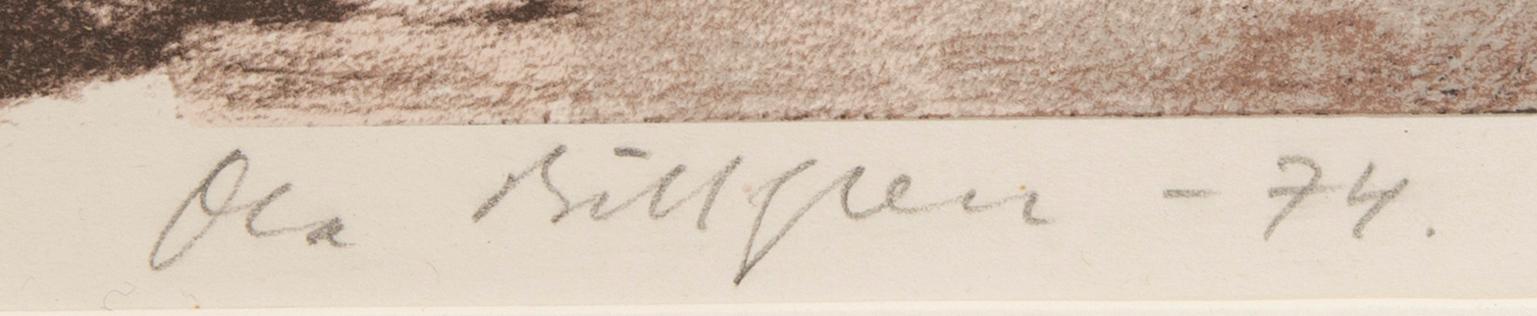 Ola Billgren - 74.